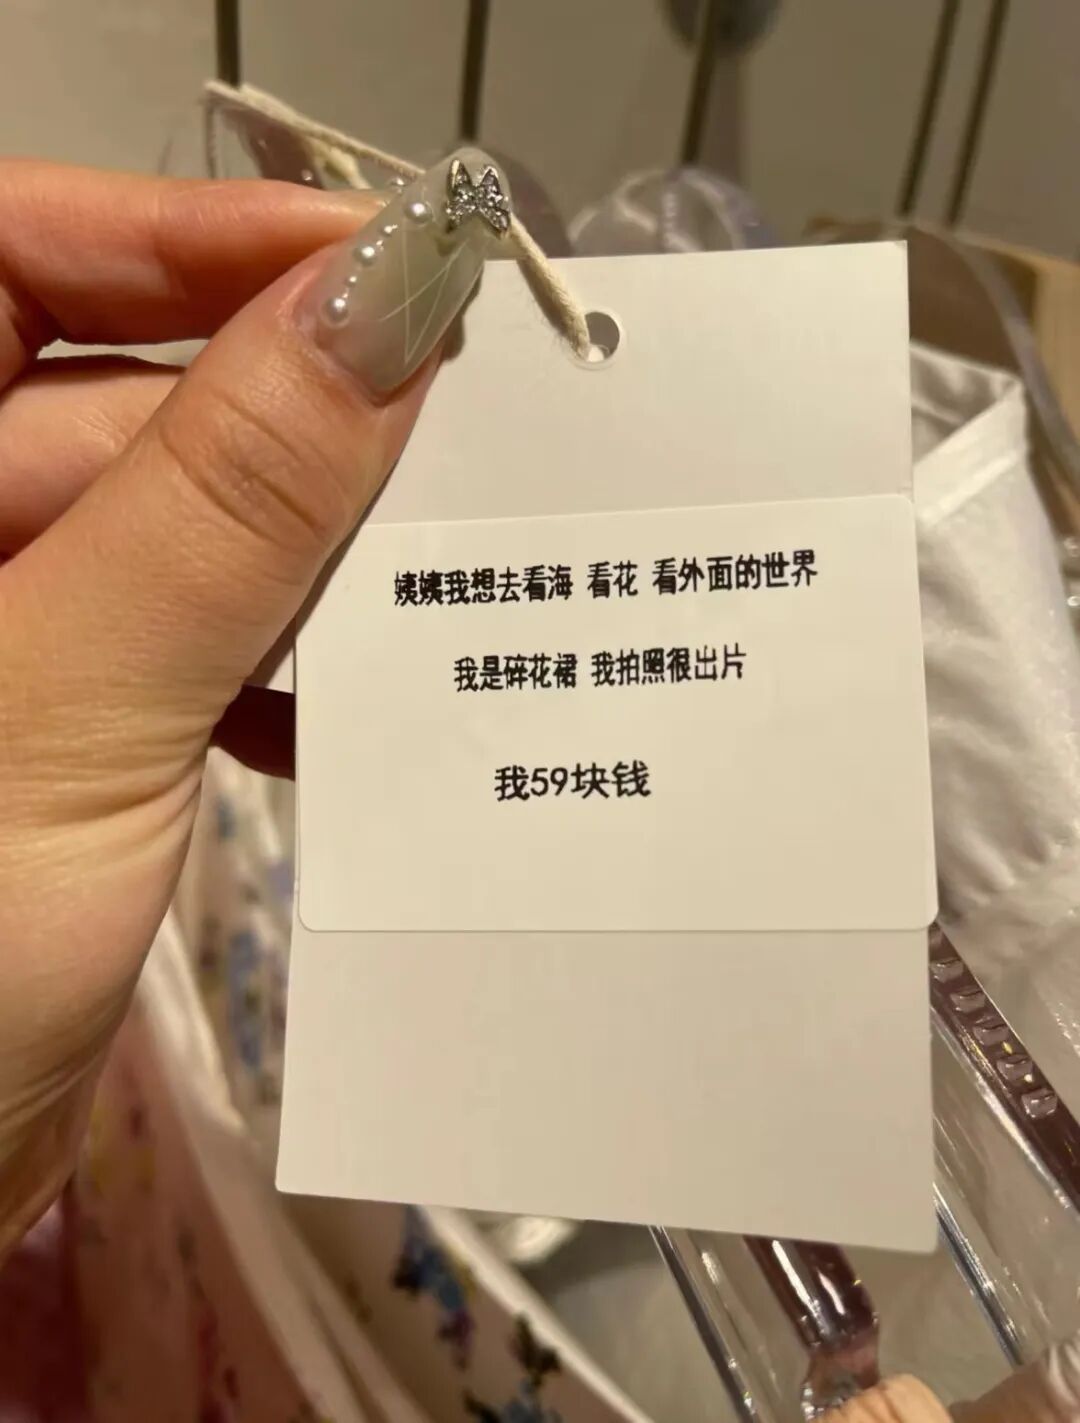 姨姨我想去看海 看花 看外面的世界
我是碎花裙 我拍照很出片
我59块钱